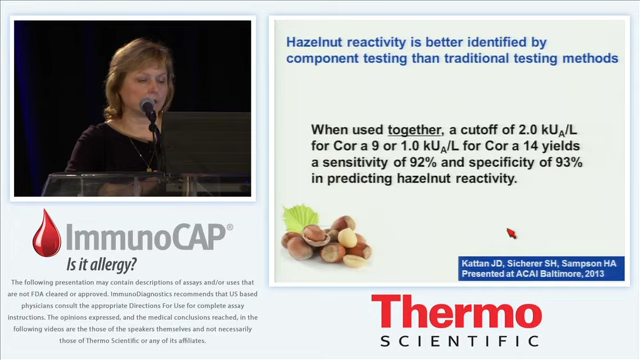 Hazelnut reactivity is better identified by
component testing than traditional testing methods
When used together, a cutoff of 2.0 kUA/L
for Cor a 9 or 1.0 kUA/L for Cor a 14 yields
a sensitivity of 92% and specificity of 93%
in predicting hazelnut reactivity.
Kattan JD, Sicherer SH, Sampson HA
Presented at ACAI Baltimore, 2013
ImmunoCAP®
Is it allergy?
The following presentation may contain descriptions of assays and/or uses that
are not FDA cleared or approved. ImmunoDiagnostics recommends that US based
physicians consult the appropriate Directions For Use for complete assay
instructions. The opinions expressed, and the medical conclusions reached, in
the following videos are the those of the speakers themselves and not necessarily
those of Thermo Scientific or any of its affiliates.
Thermo
SCIENTIFIC